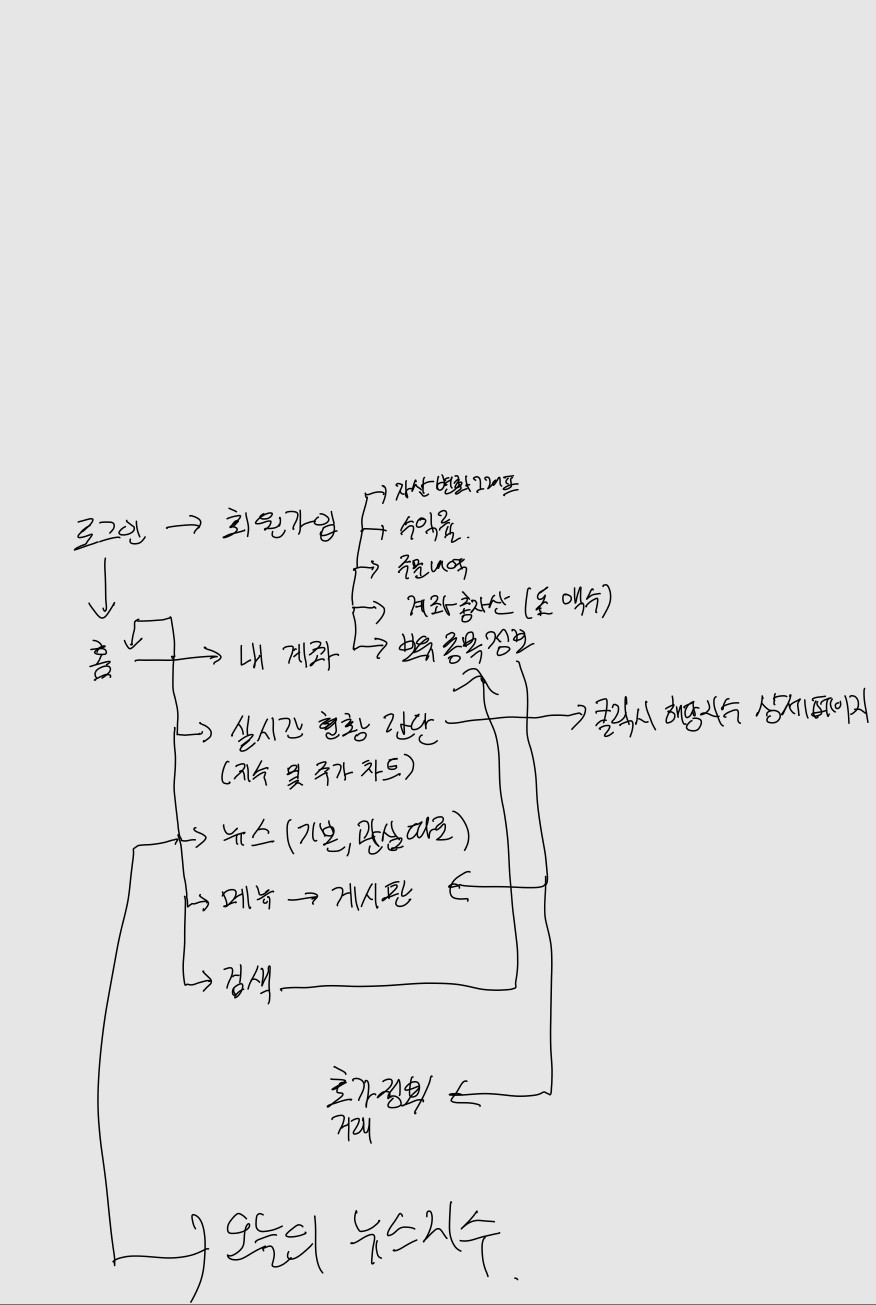 자산 변화 그래프
로그인 → 회원가입
수익률.
주문내역
계좌 총자산 (돈 액수)
홈 → 내 계좌
보유 종목 정보
실시간 현황 간단
(지수 및 주가 차트)
클릭시 해당지수 상세페이지
뉴스 (기본, 관심 따로)
메뉴 → 게시판
검색
호가정보/
거래
오늘의 뉴스지수.